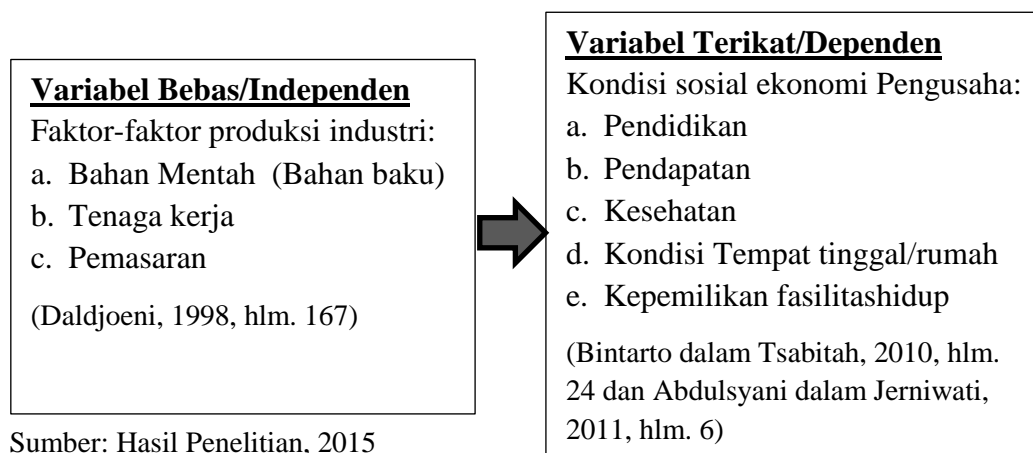 Variabel Bebas/Independen
Faktor-faktor produksi industri:
a. Bahan Mentah (Bahan baku)
b. Tenaga kerja
c. Pemasaran
(Daldjoeni, 1998, hlm. 167)
Variabel Terikat/Dependen
Kondisi sosial ekonomi Pengusaha:
a. Pendidikan
b. Pendapatan
c. Kesehatan
d. Kondisi Tempat tinggal/rumah
e. Kepemilikan fasilitashidup
(Bintarto dalam Tsabitah, 2010, hlm.
24 dan Abdulsyani dalam Jerniwati,
2011, hlm. 6)
Sumber: Hasil Penelitian, 2015